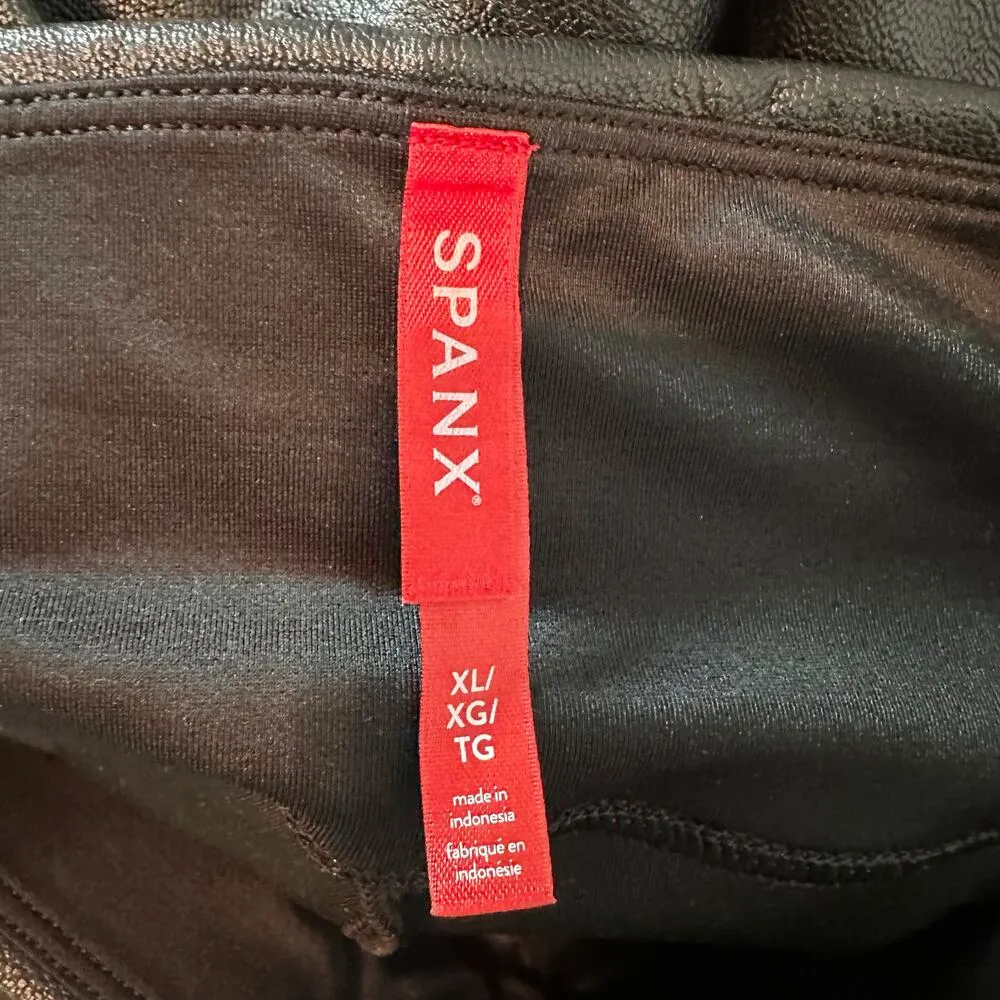 SPANX®
XL/
XG/
TG
made in
indonesia
fabriqué en
indonésie